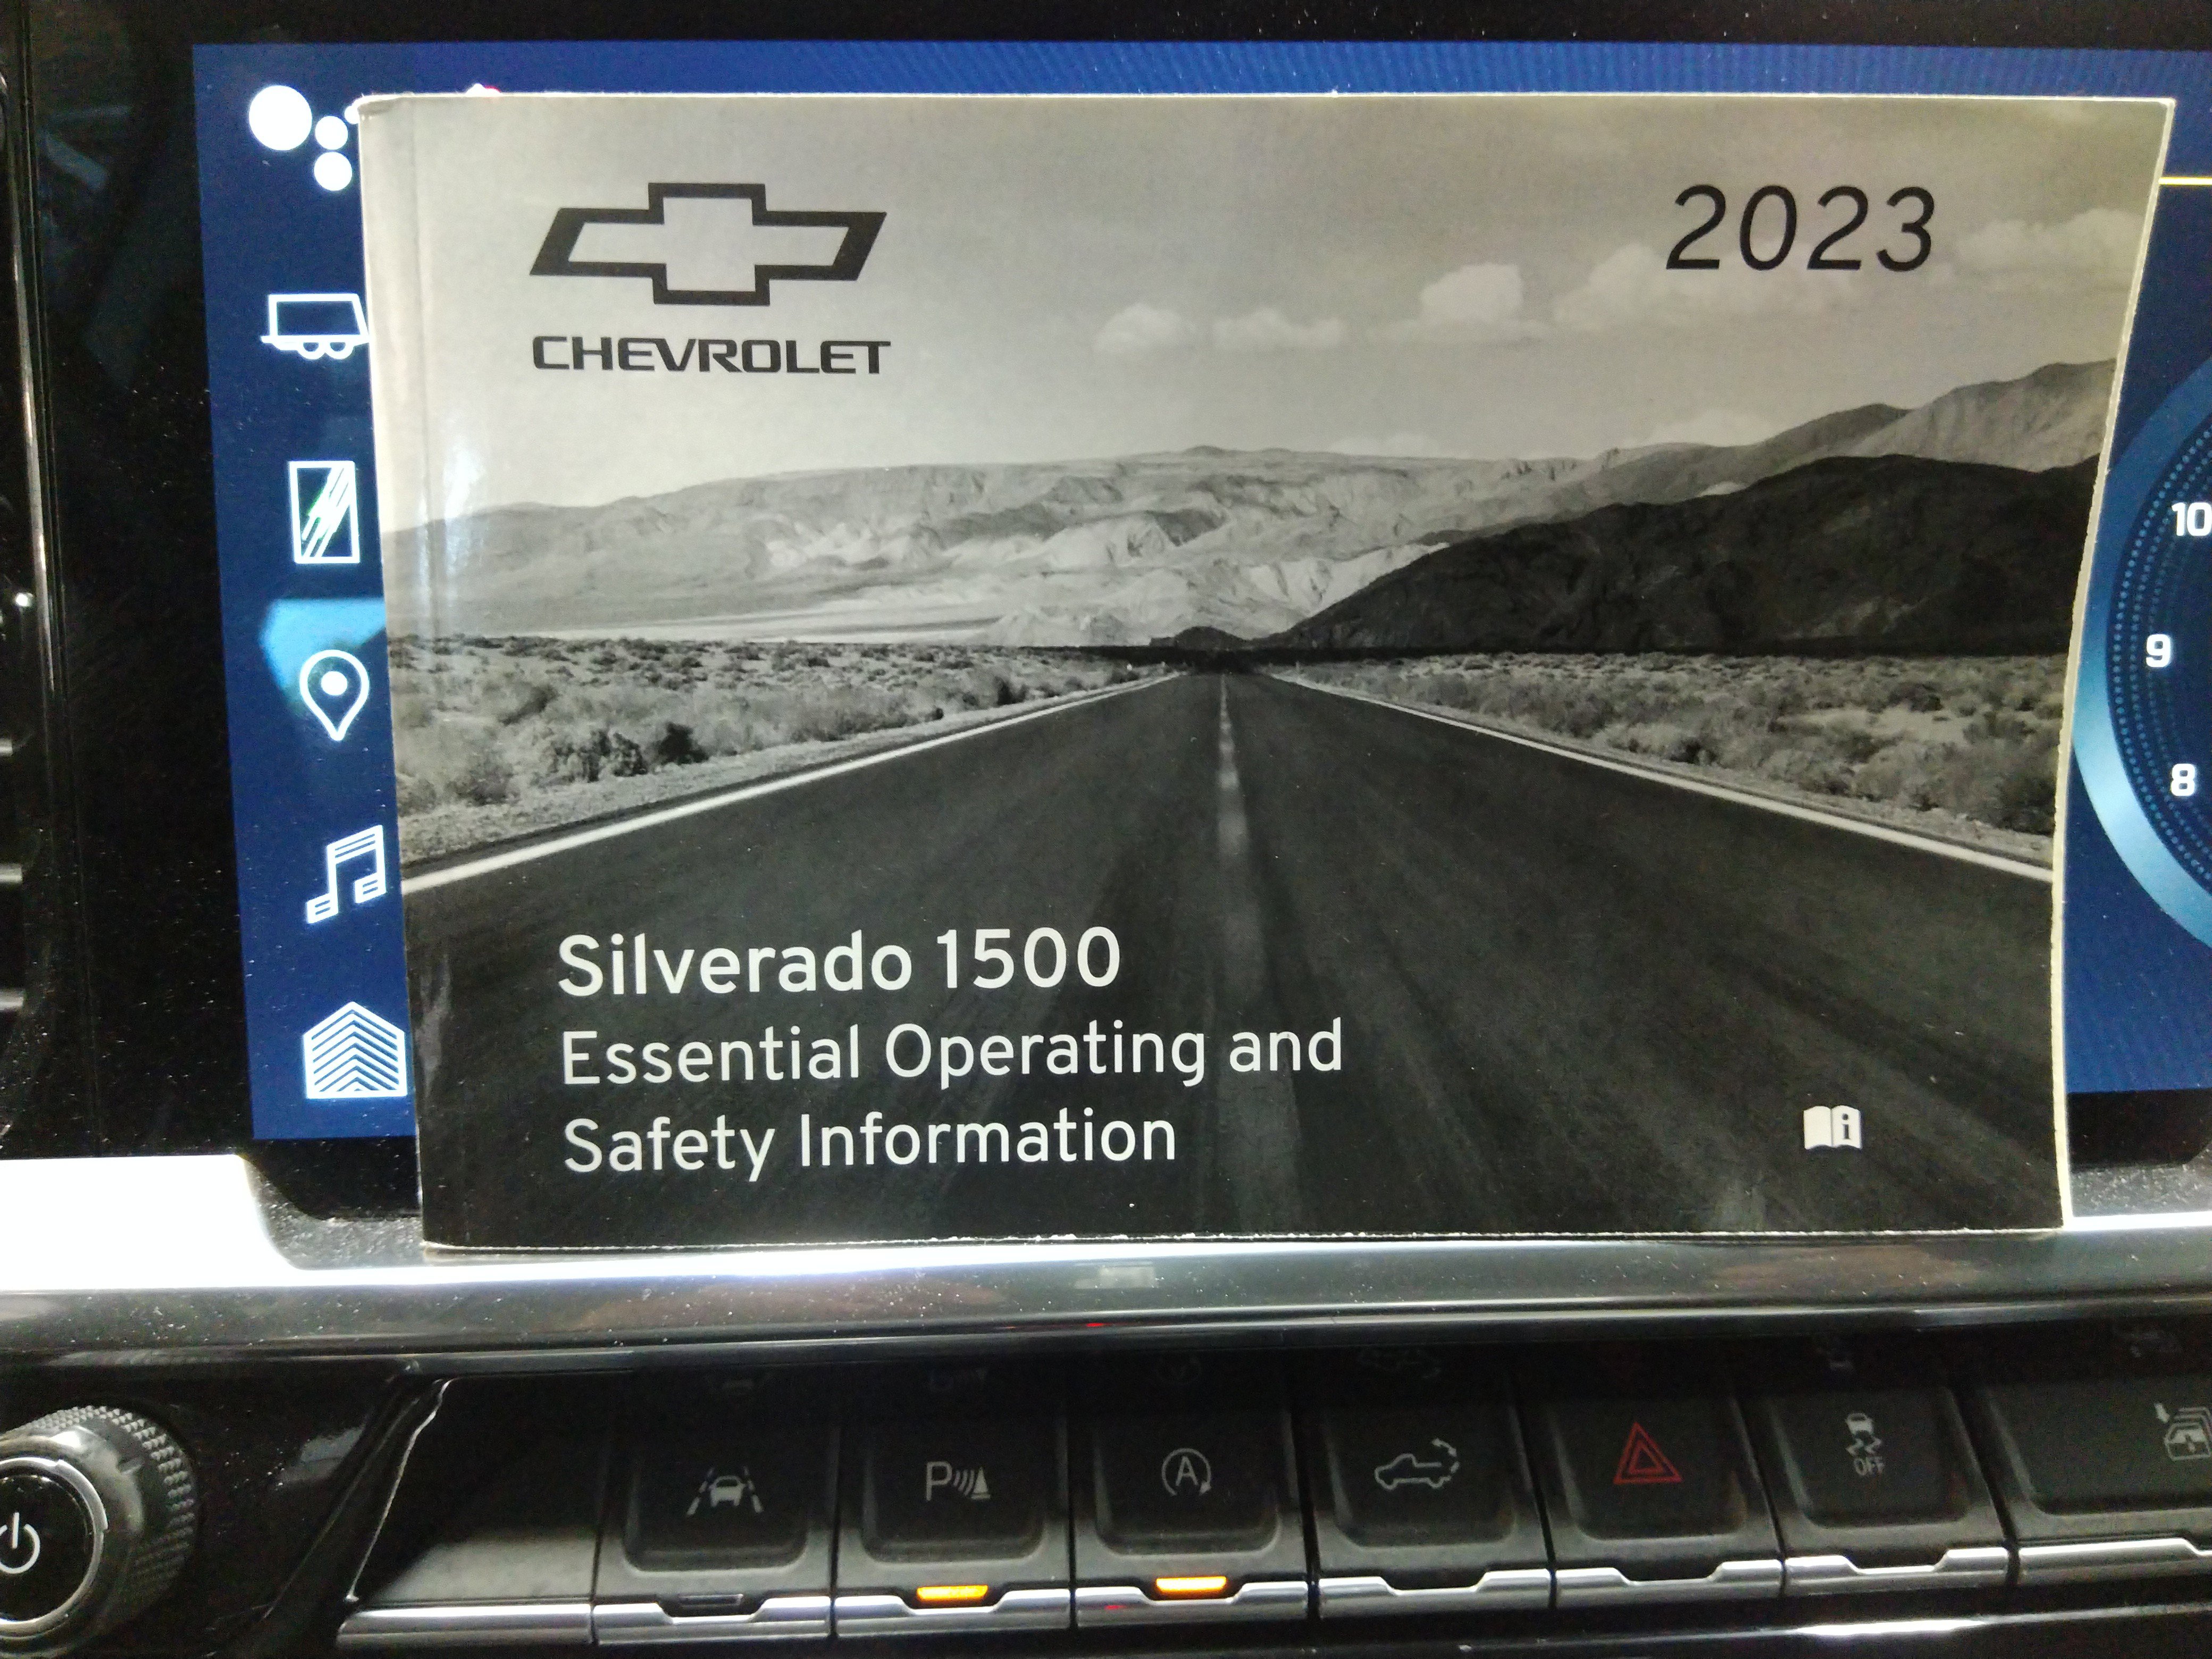 CHEVROLET
2023
10
9
8
Silverado 1500
Essential Operating and
Safety Information
i
P
A
OFF